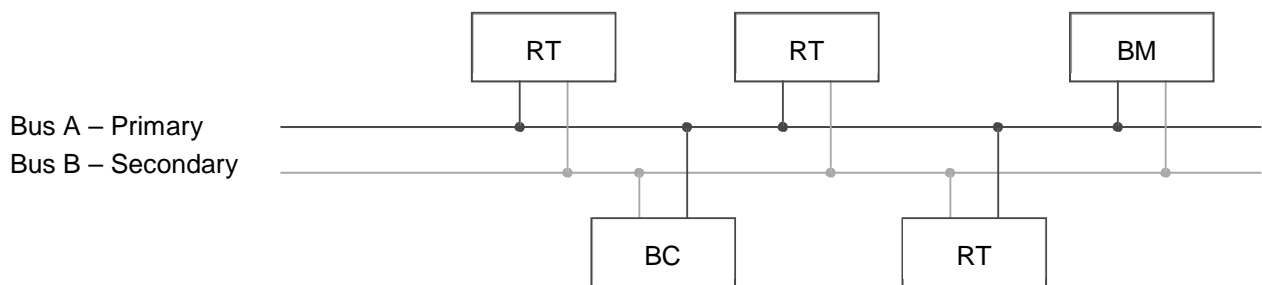 RT RT BM
Bus A – Primary
Bus B – Secondary
BC RT